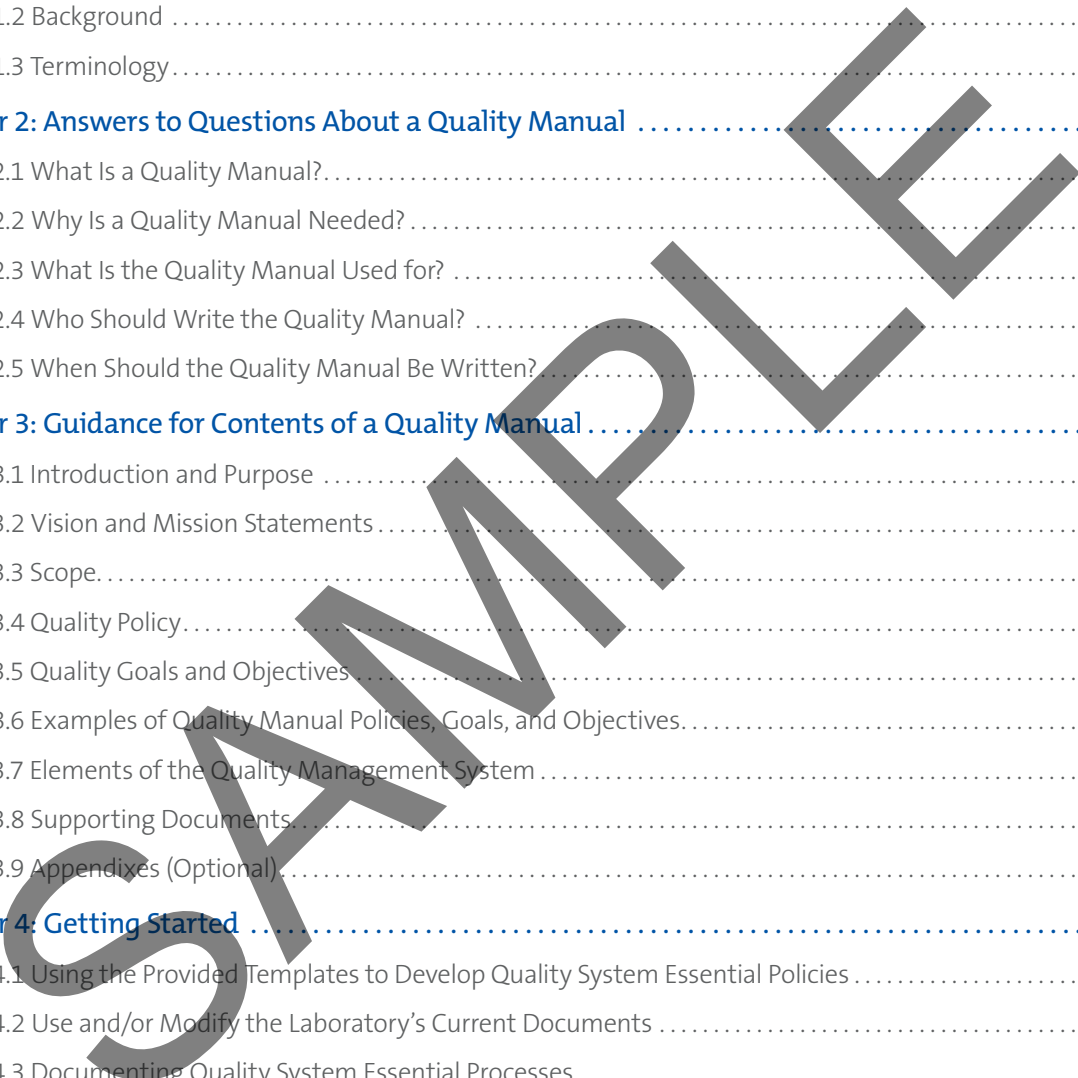 .2 Background
.3 Terminology
r 2: Answers to Questions About a Quality Manual
2.1 What Is a Quality Manual?
2.2 Why Is a Quality Manual Needed?
2.3 What Is the Quality Manual Used for?
2.4 Who Should Write the Quality Manual?
2.5 When Should the Quality Manual Be Written?
r 3: Guidance for Contents of a Quality Manual
3.1 Introduction and Purpose
3.2 Vision and Mission Statements
3.3 Scope
3.4 Quality Policy
3.5 Quality Goals and Objectives
3.6 Examples of Quality Manual Policies, Goals, and Objectives
3.7 Elements of the Quality Management System
3.8 Supporting Documents
3.9 Appendixes (Optional)
r 4: Getting Started
4.1 Using the Provided Templates to Develop Quality System Essential Policies
4.2 Use and/or Modify the Laboratory’s Current Documents
4.3 Documenting Quality System Essential Processes
SAMPLE